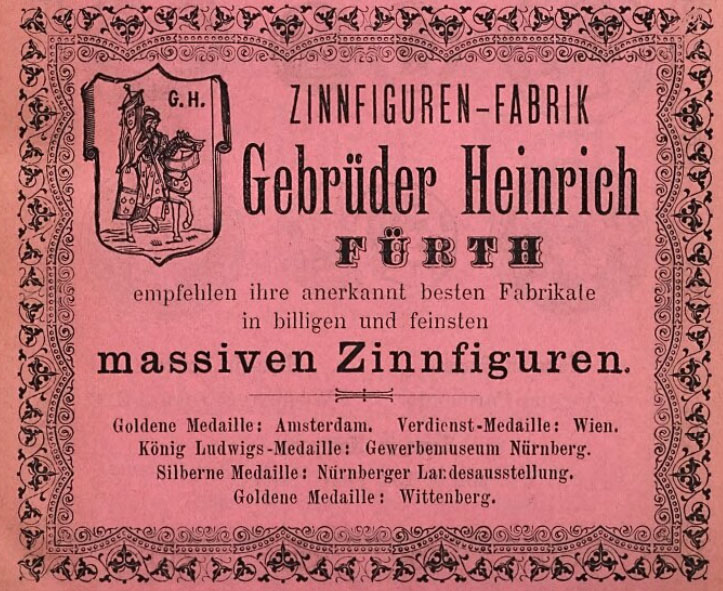 G. H.
ZINNFIGUREN-FABRIK
Gebrüder Heinrich
FÜRTH
empfehlen ihre anerkannt besten Fabrikate
in billigen und feinsten
massiven Zinnfiguren.
Goldene Medaille: Amsterdam. Verdienst-Medaille: Wien.
König Ludwigs-Medaille: Gewerbemuseum Nürnberg.
Silberne Medaille: Nürnberger Landesausstellung.
Goldene Medaille: Wittenberg.